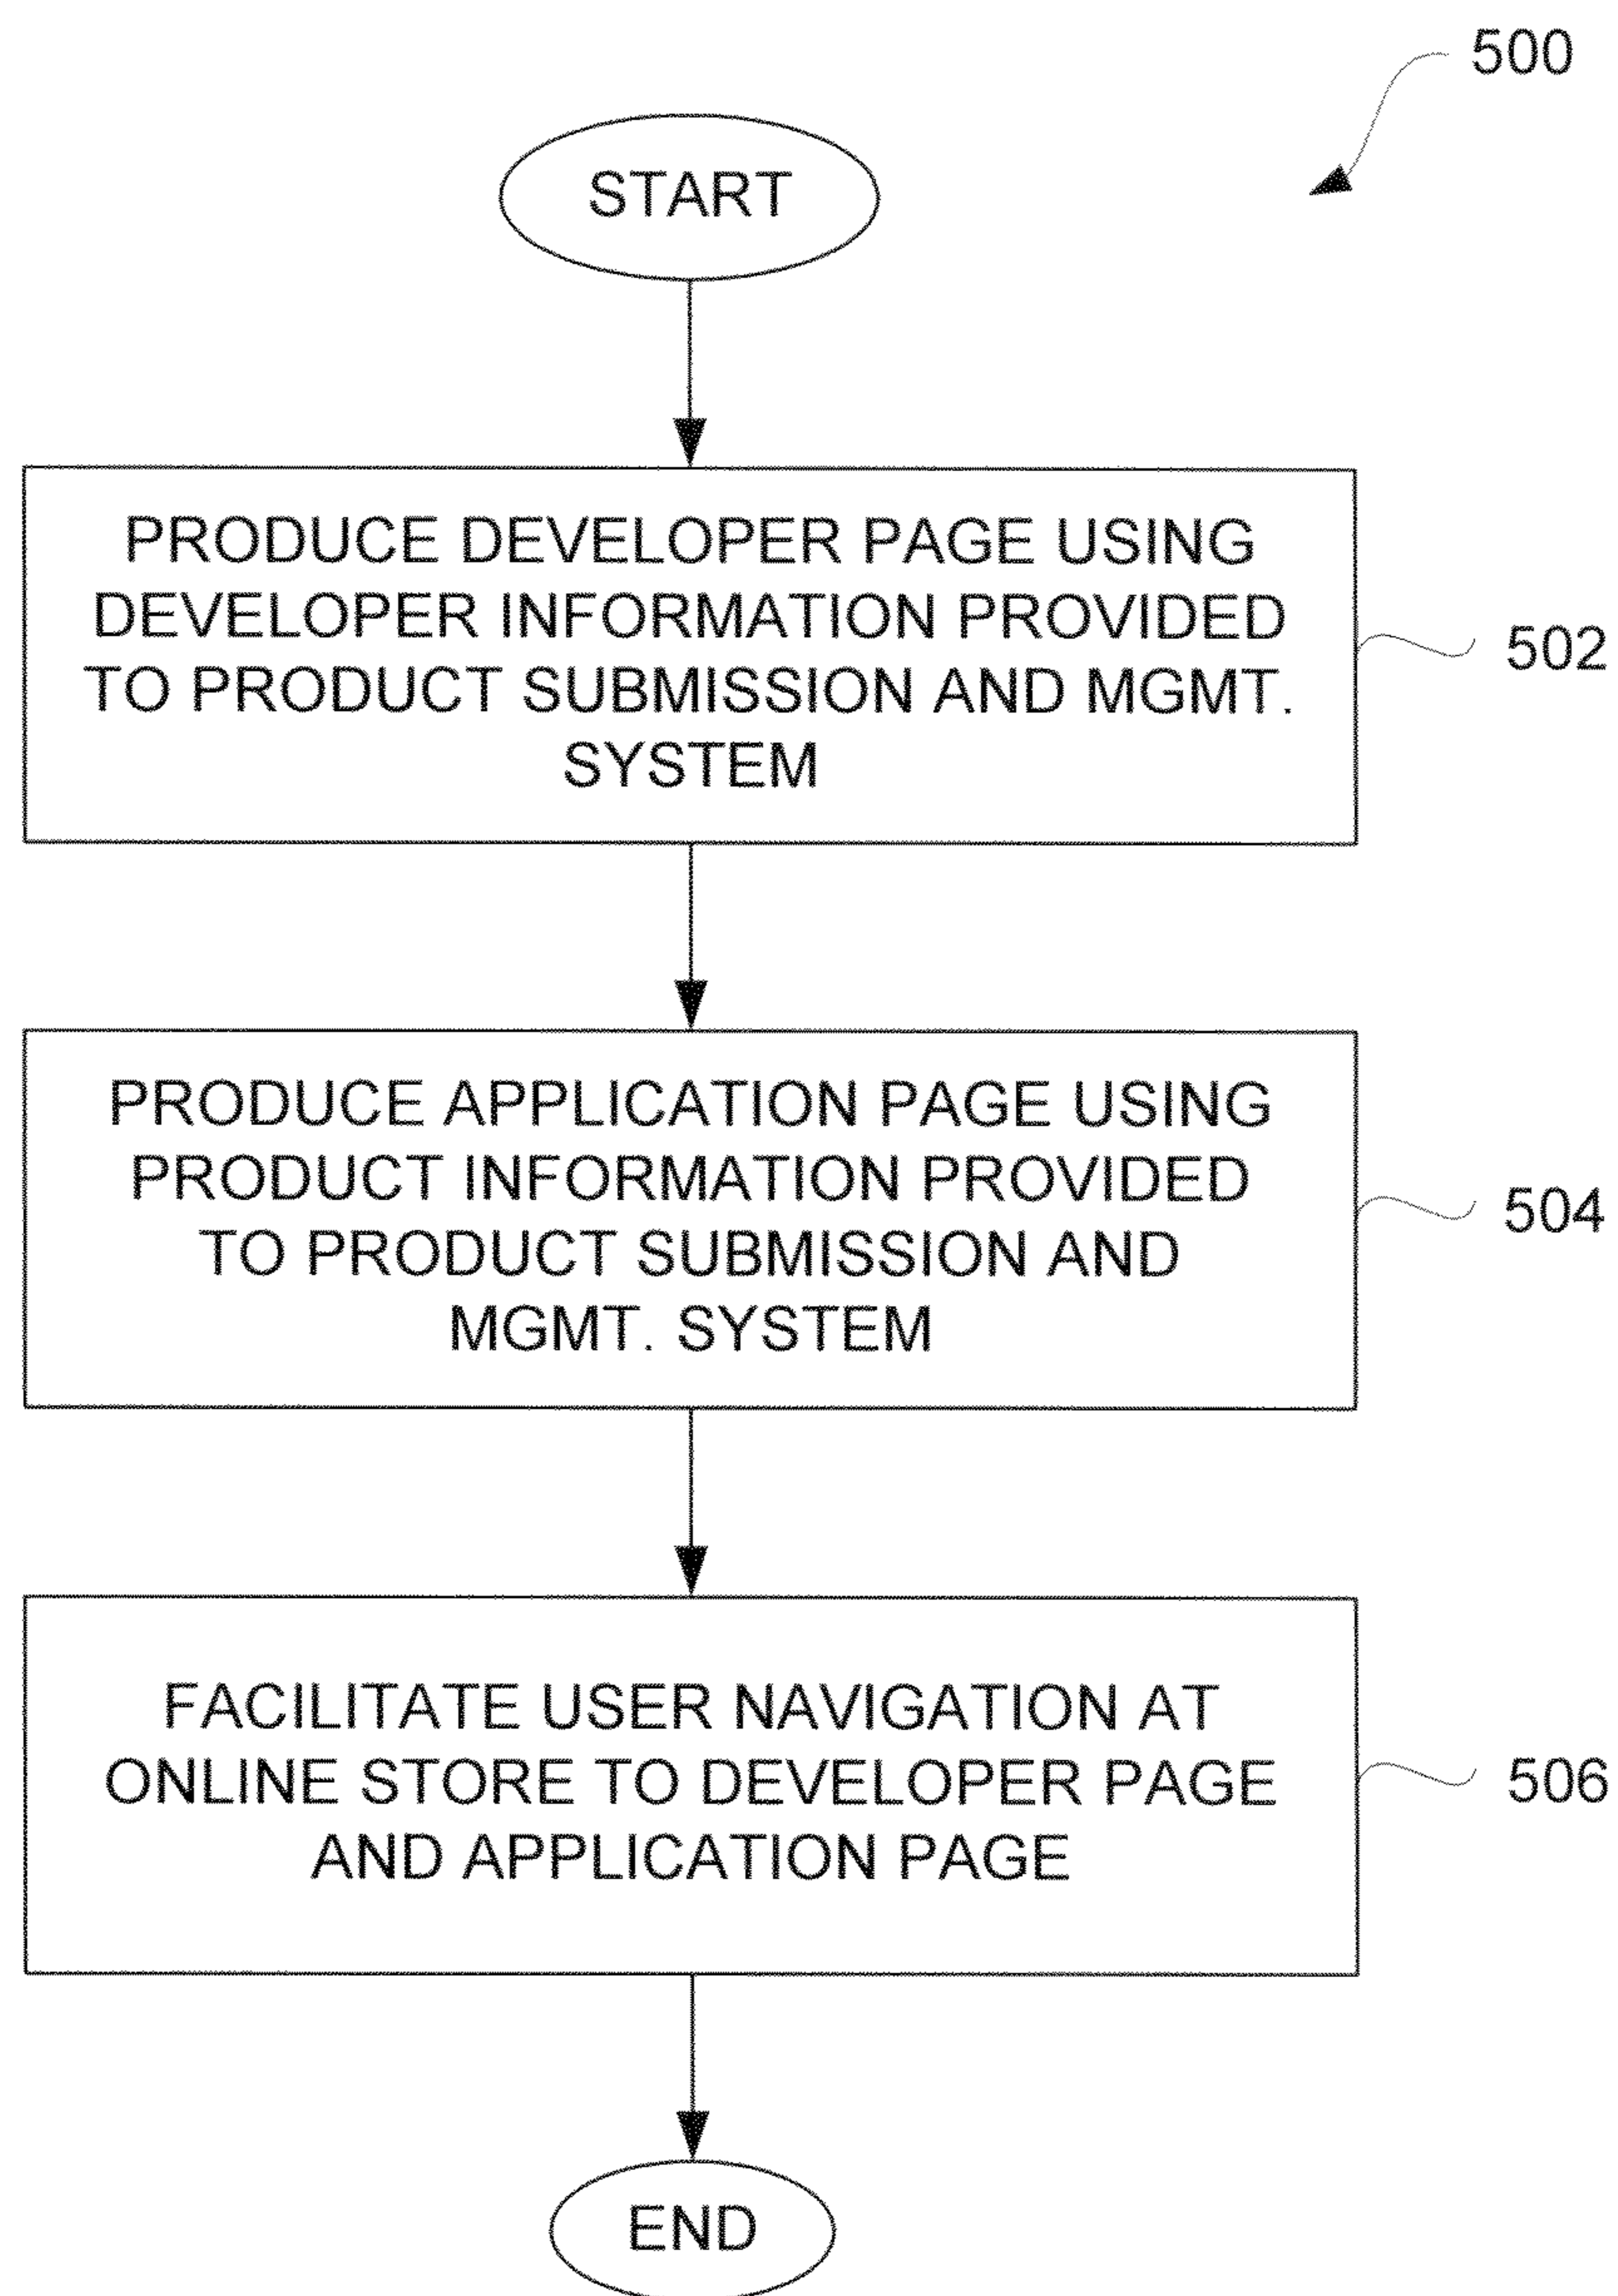 500
START
PRODUCE DEVELOPER PAGE USING
DEVELOPER INFORMATION PROVIDED
TO PRODUCT SUBMISSION AND MGMT.
SYSTEM
502
PRODUCE APPLICATION PAGE USING
PRODUCT INFORMATION PROVIDED
TO PRODUCT SUBMISSION AND
MGMT. SYSTEM
504
FACILITATE USER NAVIGATION AT
ONLINE STORE TO DEVELOPER PAGE
AND APPLICATION PAGE
506
END